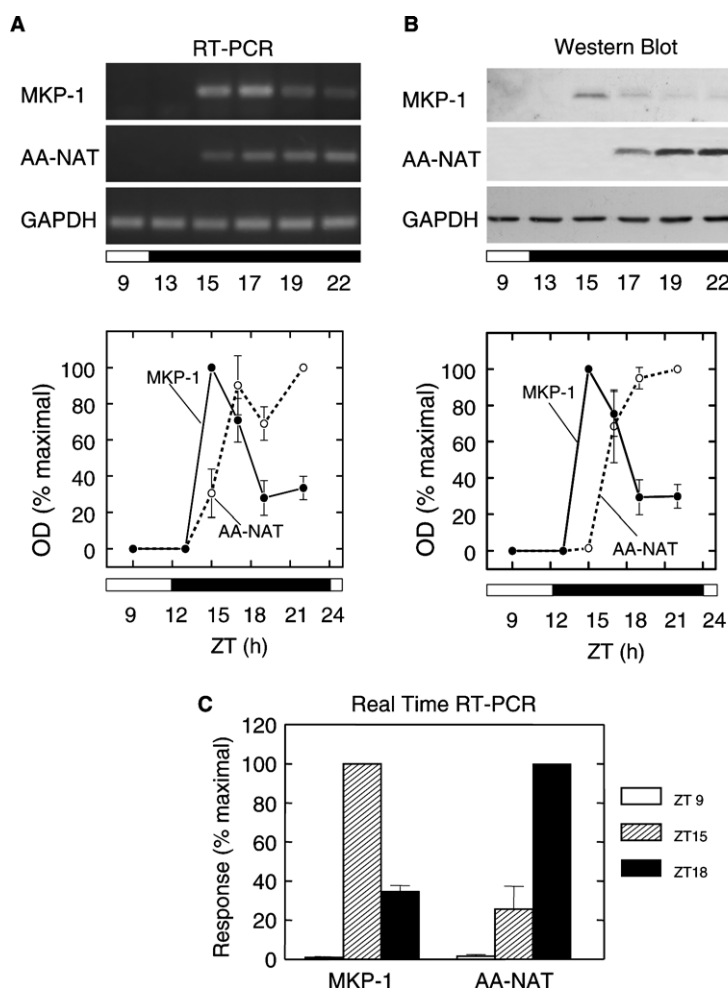 A
RT-PCR
MKP-1
AA-NAT
GAPDH
9 13 15 17 19 22
100
80
60
40
20
0
OD (% maximal)
MKP-1
AA-NAT
9 12 15 18 21 24
ZT (h)
B
Western Blot
MKP-1
AA-NAT
GAPDH
9 13 15 17 19 22
100
80
60
40
20
0
OD (% maximal)
MKP-1
AA-NAT
9 12 15 18 21 24
ZT (h)
C
Real Time RT-PCR
120
100
80
60
40
20
0
Response (% maximal)
MKP-1 AA-NAT
ZT 9
ZT15
ZT18